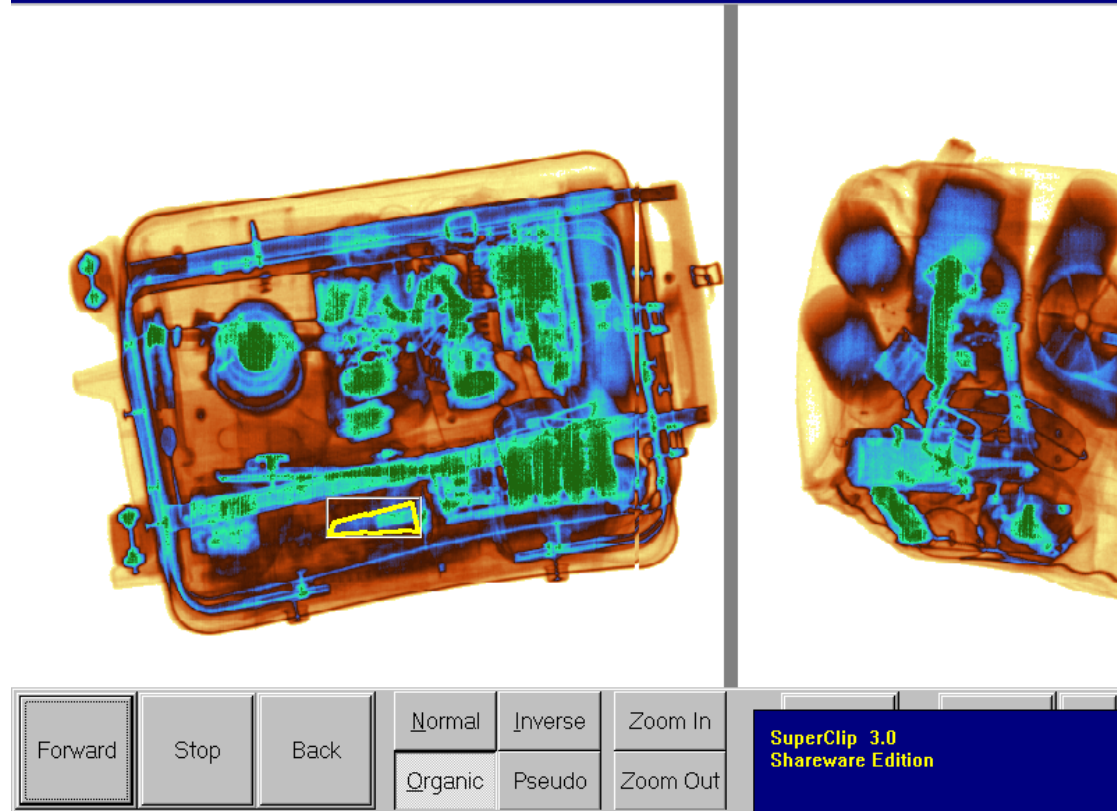 Forward
Stop
Back
Normal
Inverse
Zoom In
Organic
Pseudo
Zoom Out
SuperClip 3.0
Shareware Edition